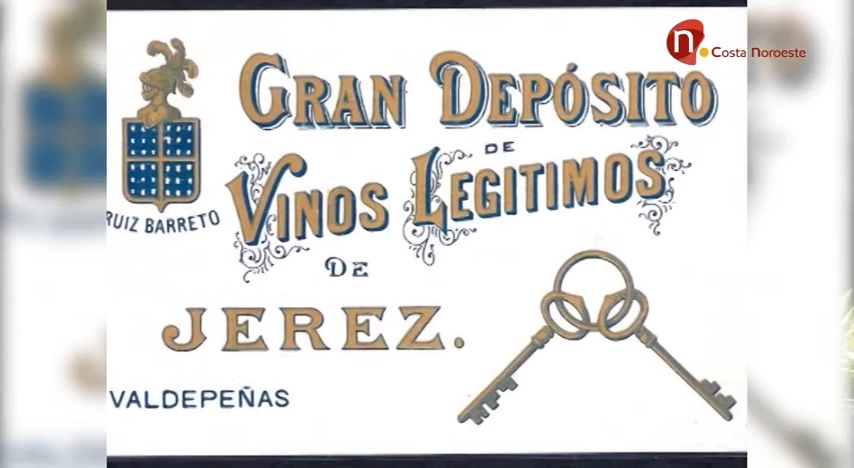 n Costa Noroeste
GRAN DEPÓSITO
DE
VINOS LEGITIMOS
RUIZ BARRETO
DE
JEREZ.
VALDEPEÑAS